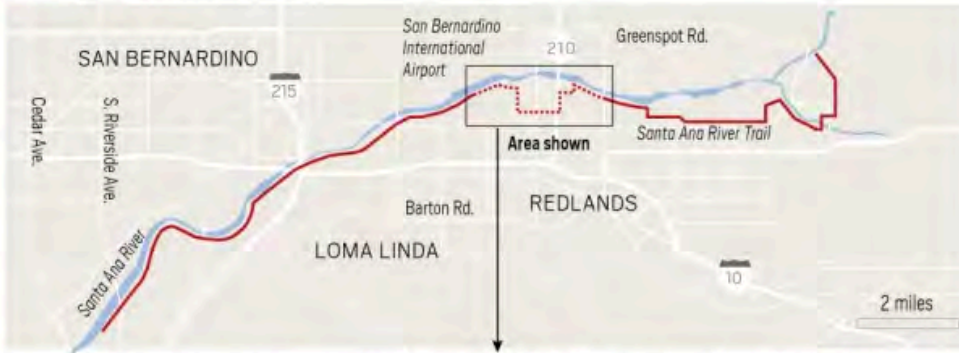 San Bernardino
International
Airport
210
Greenspot Rd.
SAN BERNARDINO
215
Cedar Ave.
S. Riverside Ave.
Santa Ana River Trail
Area shown
Barton Rd.
REDLANDS
LOMA LINDA
Santa Ana River
10
2 miles